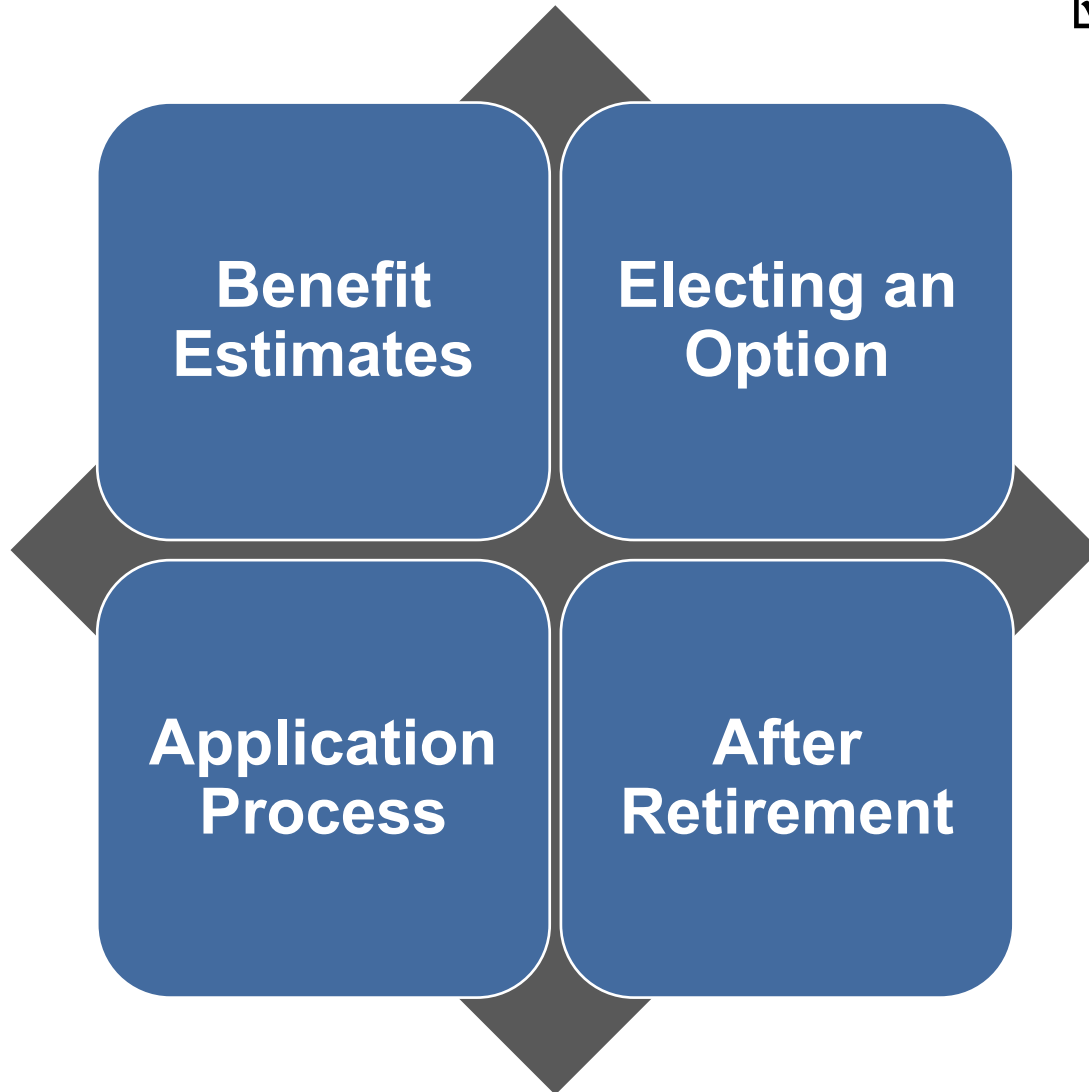 Benefit
Estimates
Electing an
Option
Application
Process
After
Retirement